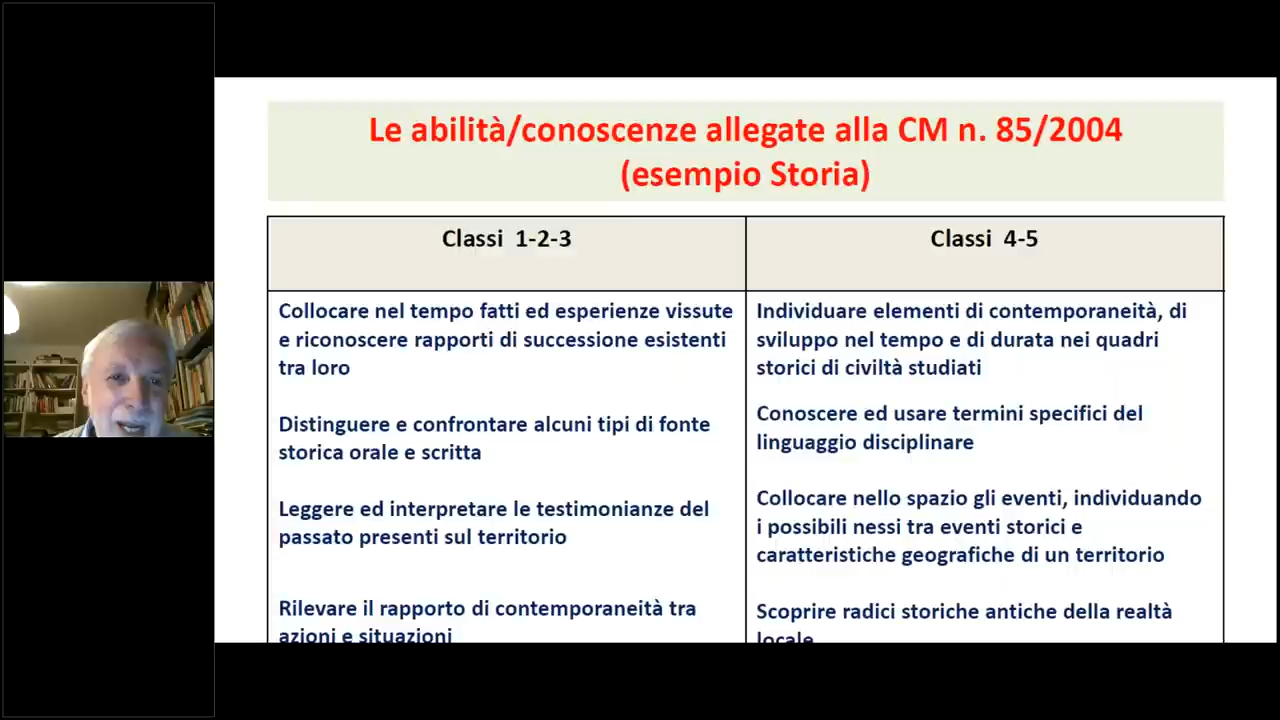 Le abilità/conoscenze allegate alla CM n. 85/2004
(esempio Storia)
Classi 1-2-3
Classi 4-5
Collocare nel tempo fatti ed esperienze vissute
e riconoscere rapporti di successione esistenti
tra loro
Distinguere e confrontare alcuni tipi di fonte
storica orale e scritta
Leggere ed interpretare le testimonianze del
passato presenti sul territorio
Rilevare il rapporto di contemporaneità tra
azioni e situazioni
Individuare elementi di contemporaneità, di
sviluppo nel tempo e di durata nei quadri
storici di civiltà studiati
Conoscere ed usare termini specifici del
linguaggio disciplinare
Collocare nello spazio gli eventi, individuando
i possibili nessi tra eventi storici e
caratteristiche geografiche di un territorio
Scoprire radici storiche antiche della realtà
locale